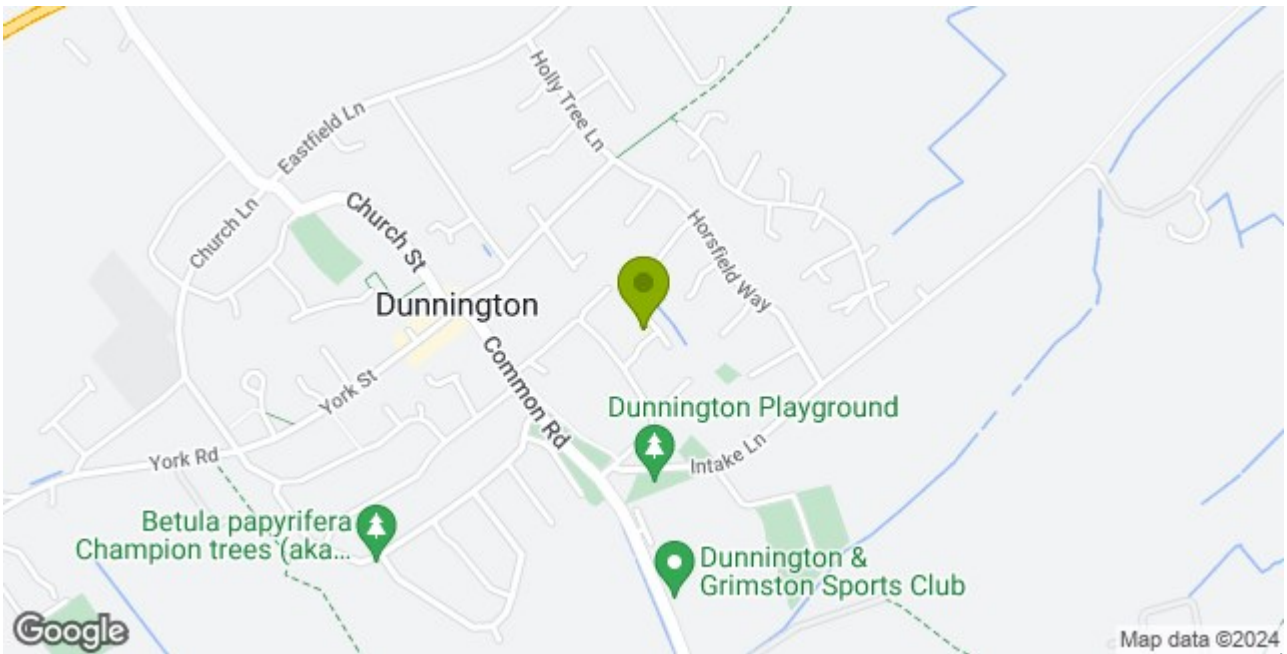 Holly Tree Ln
Eastfield Ln
Church Ln
Church St
Horsfield Way
Dunnington
Common Rd
York St
Dunnington Playground
Intake Ln
York Rd
Betula papyrifera
Champion trees (aka...
Dunnington &
Grimston Sports Club
Google
Map data ©2024